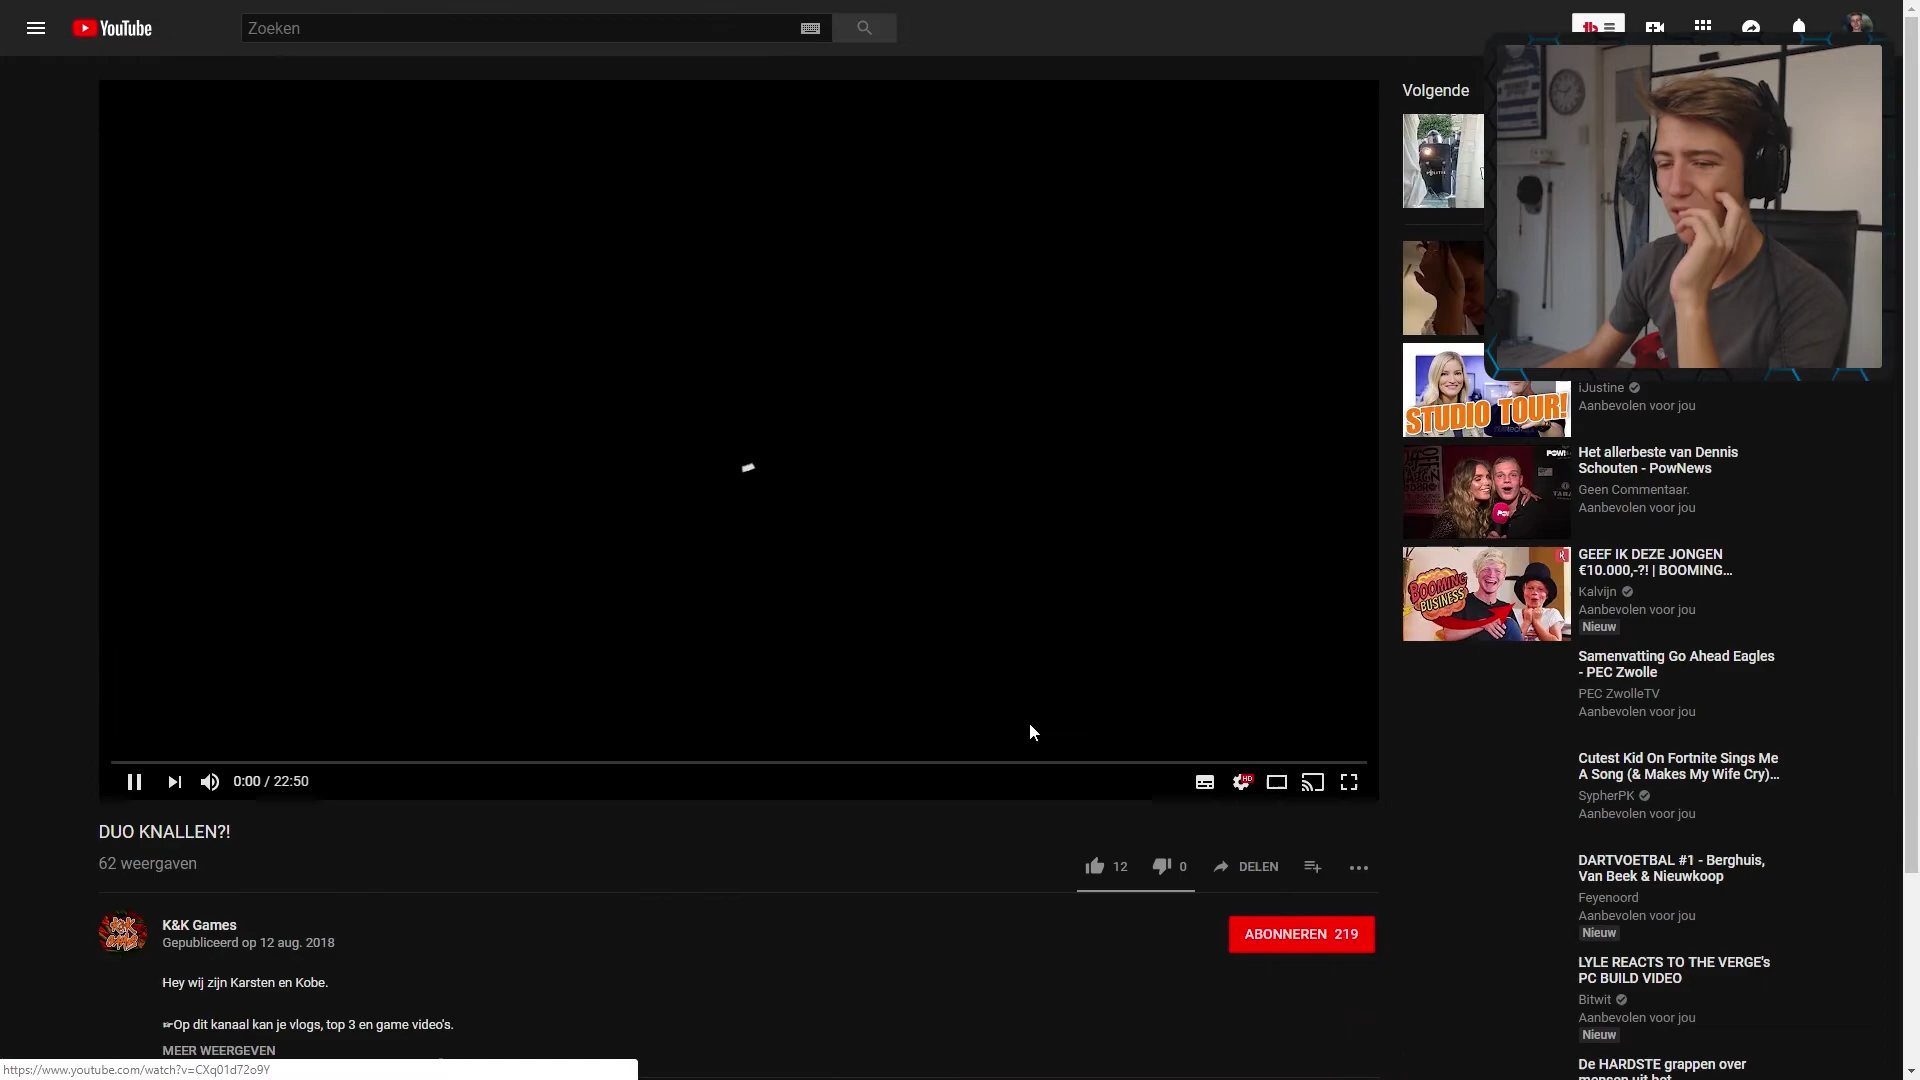 YouTube
Zoeken
Volgende
POLITIE
STUDIO TOUR!
iJustine
Aanbevolen voor jou
POW!
Het allerbeste van Dennis
Schouten - PowNews
Geen Commentaar.
Aanbevolen voor jou
BOOMING
BUSINESS
GEEF IK DEZE JONGEN
€10.000,-?! | BOOMING...
Kalvijn
Aanbevolen voor jou
Nieuw
Samenvatting Go Ahead Eagles
- PEC Zwolle
PEC ZwolleTV
Aanbevolen voor jou
Cutest Kid On Fortnite Sings Me
A Song (& Makes My Wife Cry)...
SypherPK
Aanbevolen voor jou
DARTVOETBAL #1 - Berghuis,
Van Beek & Nieuwkoop
Feyenoord
Aanbevolen voor jou
Nieuw
LYLE REACTS TO THE VERGE's
PC BUILD VIDEO
Bitwit
Aanbevolen voor jou
Nieuw
De HARDSTE grappen over
mensen uit het
0:00 / 22:50
HD
DUO KNALLEN?!
62 weergaven
12
0
DELEN
K&K Games
Gepubliceerd op 12 aug. 2018
ABONNEREN 219
Hey wij zijn Karsten en Kobe.
☞Op dit kanaal kan je vlogs, top 3 en game video's.
MEER WEERGEVEN
https://www.youtube.com/watch?v=CXq01d72o9Y